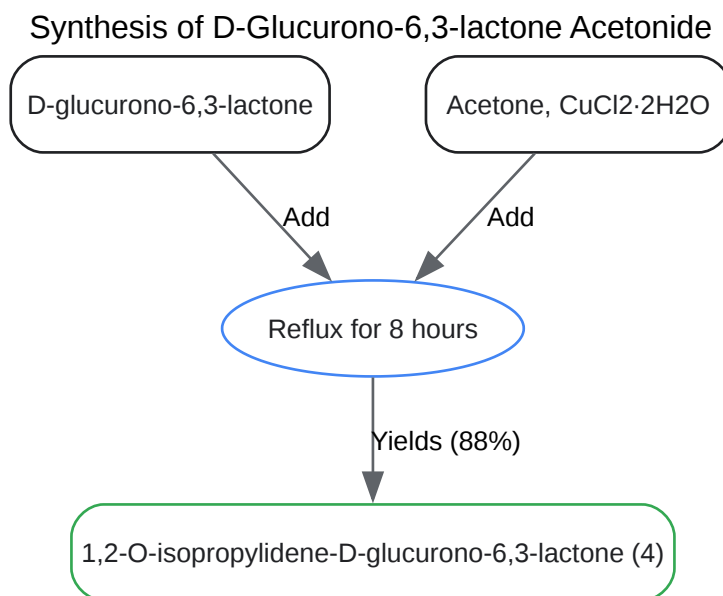 Synthesis of D-Glucurono-6,3-lactone Acetonide
D-glucurono-6,3-lactone
Acetone, CuCl2·2H2O
Add
Add
Reflux for 8 hours
Yields (88%)
1,2-O-isopropylidene-D-glucurono-6,3-lactone (4)